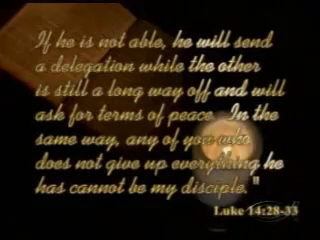 If he is not able, he will send
a delegation while the other
is still a long way off and will
ask for terms of peace. In the
same way, any of you who
does not give up everything he
has cannot be my disciple."
Luke 14:28-33